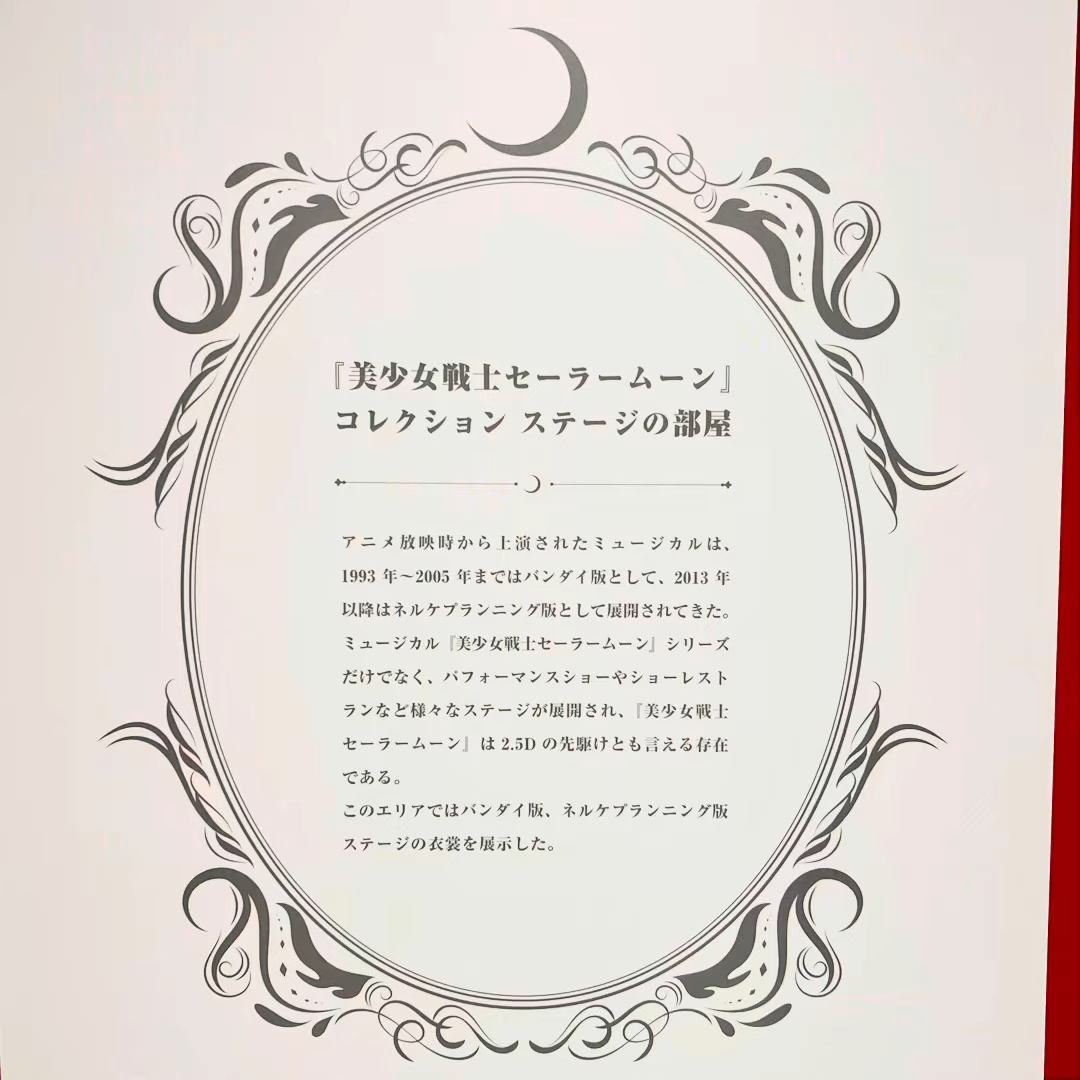 『美少女戦士セーラームーン』
コレクション ステージの部屋
アニメ放映時から上演されたミュージカルは、
1993 年〜2005 年まではバンダイ版として、2013 年
以降はネルケプランニング版として展開されてきた。
ミュージカル『美少女戦士セーラームーン』シリーズ
だけでなく、パフォーマンスショーやショーレスト
ランなど様々なステージが展開され、『美少女戦士
セーラームーン』は 2.5D の先駆けとも言える存在
である。
このエリアではバンダイ版、ネルケプランニング版
ステージの衣裳を展示した。